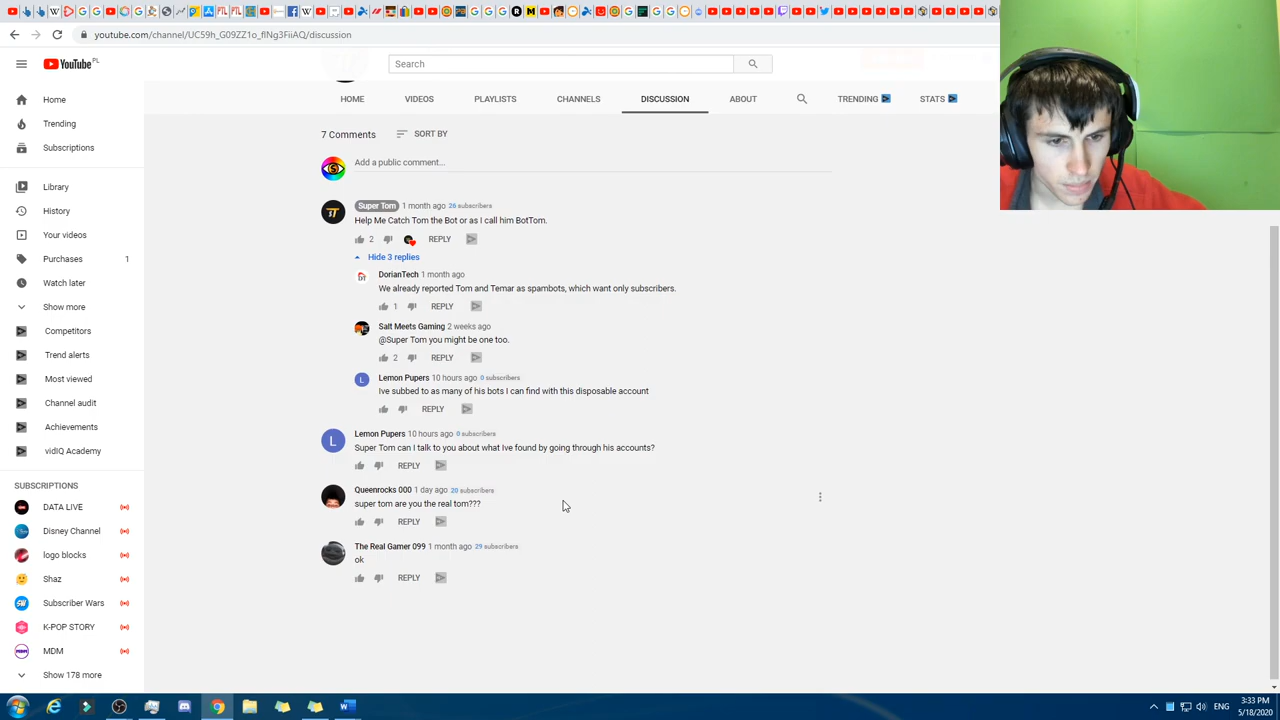 youtube.com/channel/UC59h_G09ZZ1o_fINg3FiiAQ/discussion
YouTube PL
Search
HOME VIDEOS PLAYLISTS CHANNELS DISCUSSION ABOUT TRENDING STATS
Home
Trending
Subscriptions
Library
History
Your videos
Purchases 1
Watch later
Show more
Competitors
Trend alerts
Most viewed
Channel audit
Achievements
vidIQ Academy
SUBSCRIPTIONS
DATA LIVE
Disney Channel
logo blocks
Shaz
Subscriber Wars
K-POP STORY
MDM
Show 178 more
7 Comments SORT BY
Add a public comment...
Super Tom 1 month ago 26 subscribers
Help Me Catch Tom the Bot or as I call him BotTom.
2 REPLY
Hide 3 replies
DorianTech 1 month ago
We already reported Tom and Temar as spambots, which want only subscribers.
1 REPLY
Salt Meets Gaming 2 weeks ago
@Super Tom you might be one too.
2 REPLY
Lemon Pupers 10 hours ago 0 subscribers
Ive subbed to as many of his bots I can find with this disposable account
REPLY
L Lemon Pupers 10 hours ago 0 subscribers
Super Tom can I talk to you about what Ive found by going through his accounts?
REPLY
Queenrocks 000 1 day ago 20 subscribers
super tom are you the real tom???
REPLY
The Real Gamer 099 1 month ago 29 subscribers
ok
REPLY
ENG 3:33 PM
5/18/2020